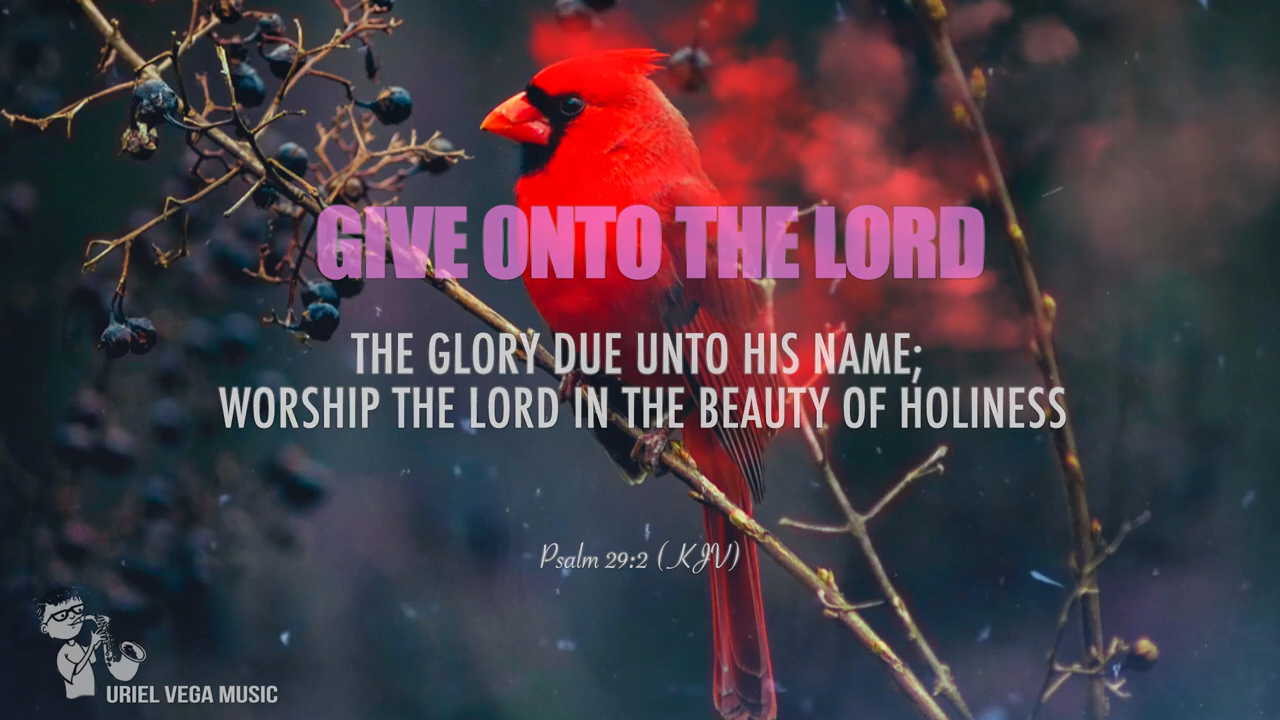 GIVE ONTO THE LORD
THE GLORY DUE UNTO HIS NAME;
WORSHIP THE LORD IN THE BEAUTY OF HOLINESS
Psalm 29:2 (KJV)
URIEL VEGA MUSIC